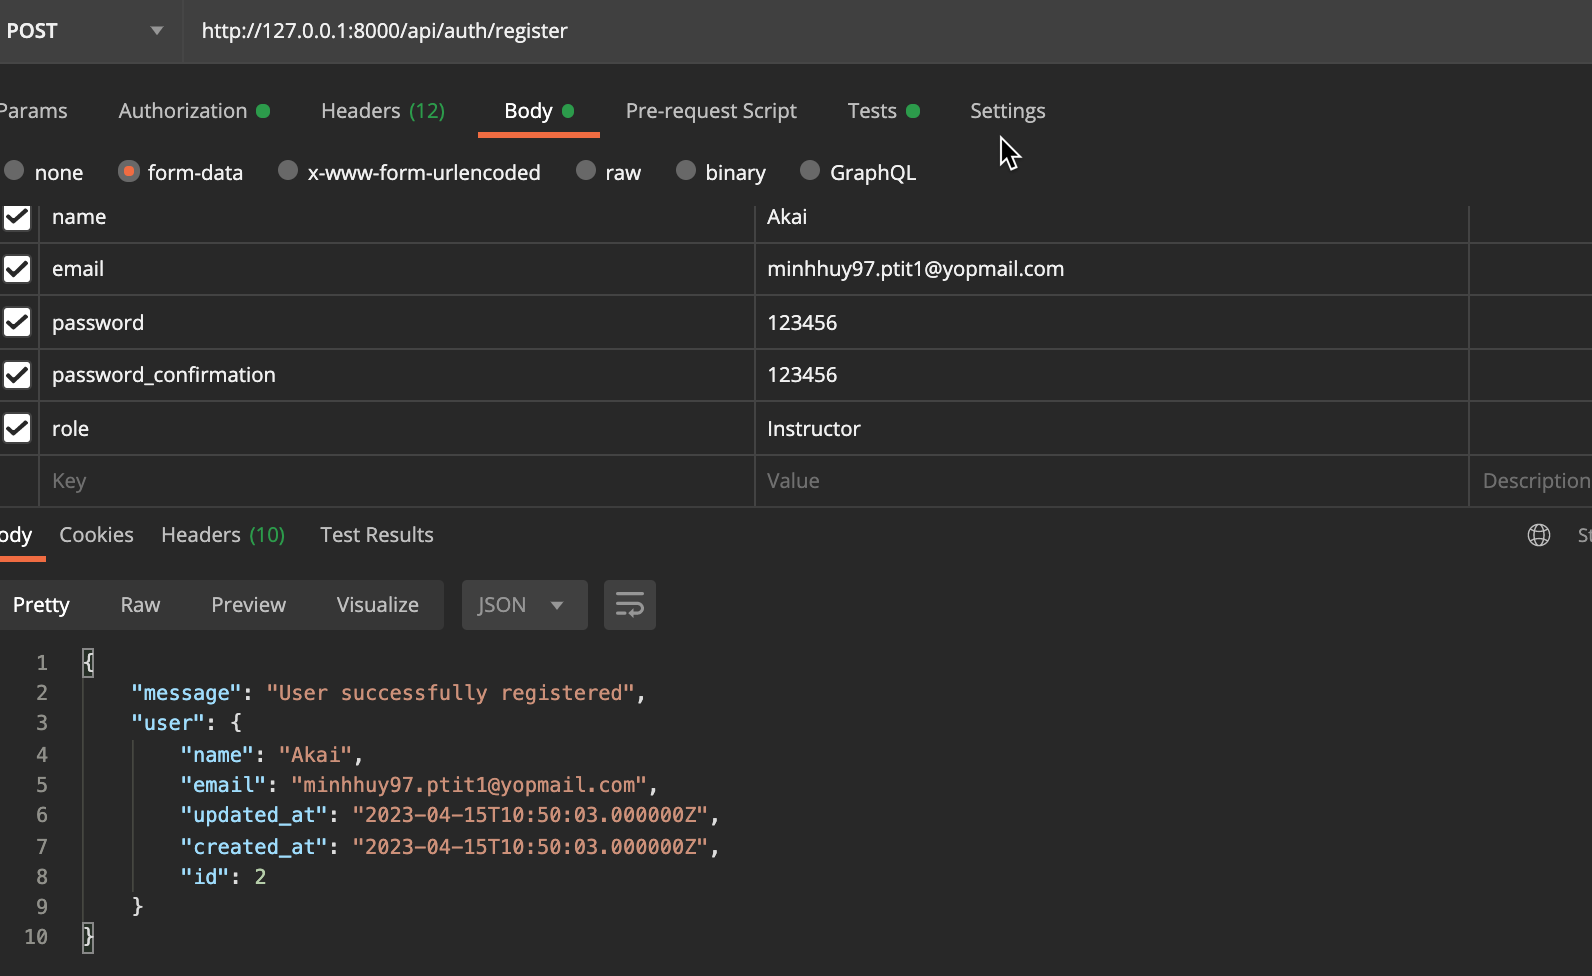 POST http://127.0.0.1:8000/api/auth/register
Params Authorization Headers (12) Body Pre-request Script Tests Settings
none form-data x-www-form-urlencoded raw binary GraphQL
name Akai
email minhhuy97.ptit1@yopmail.com
password 123456
password_confirmation 123456
role Instructor
Key Value Description
ody Cookies Headers (10) Test Results St
Pretty Raw Preview Visualize JSON
1 {
2 "message": "User successfully registered",
3 "user": {
4 "name": "Akai",
5 "email": "minhhuy97.ptit1@yopmail.com",
6 "updated_at": "2023-04-15T10:50:03.000000Z",
7 "created_at": "2023-04-15T10:50:03.000000Z",
8 "id": 2
9 }
10 }